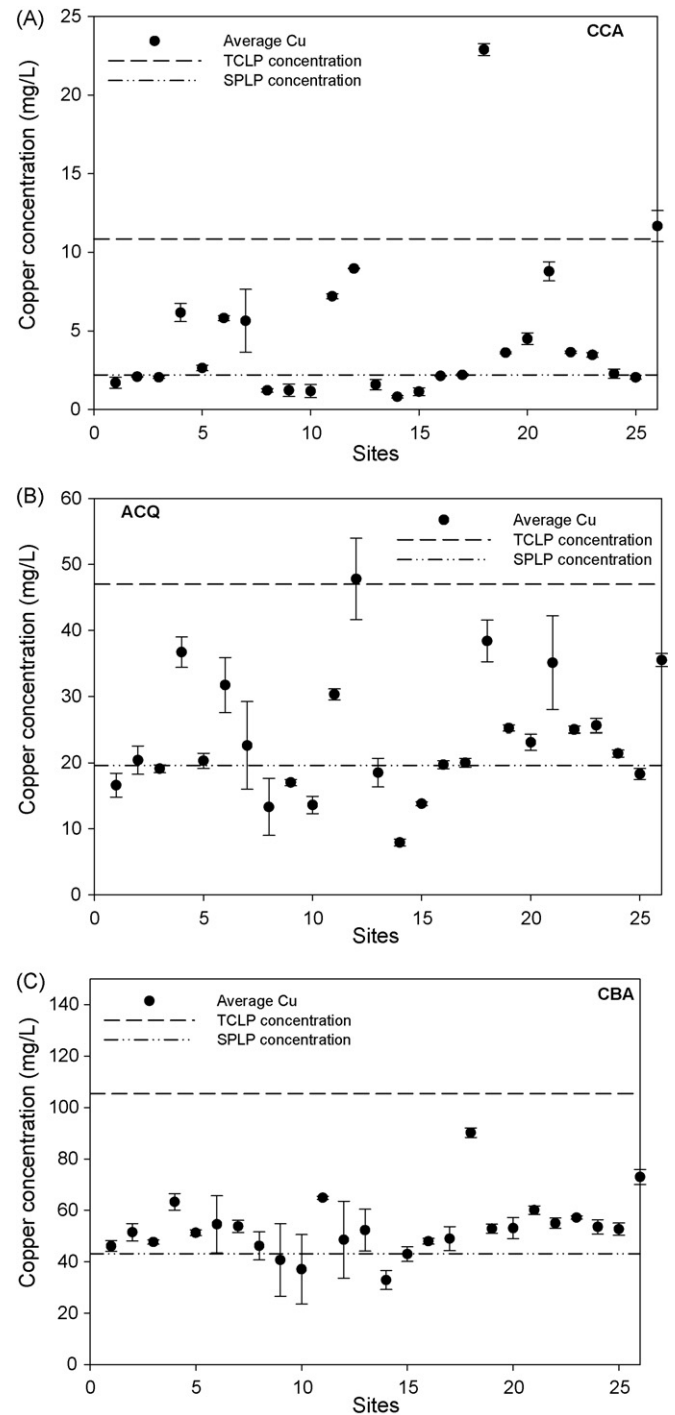 (A)
CCA
Average Cu
TCLP concentration
SPLP concentration
Copper concentration (mg/L)
25
20
15
10
5
0
0 5 10 15 20 25
Sites
(B)
ACQ
Average Cu
TCLP concentration
SPLP concentration
Copper concentration (mg/L)
60
50
40
30
20
10
0
0 5 10 15 20 25
Sites
(C)
CBA
Average Cu
TCLP concentration
SPLP concentration
Copper concentration (mg/L)
140
120
100
80
60
40
20
0
0 5 10 15 20 25
Sites